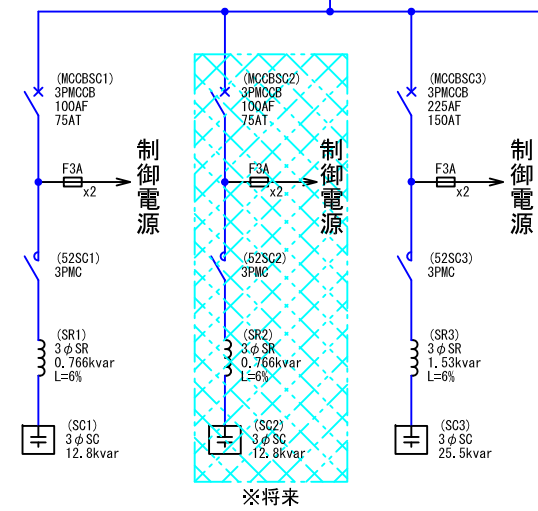 (MCCBSC1)
3PMCCB
100AF
75AT
F3A
x2
制御電源
(52SC1)
3PMC
(SR1)
3φSR
0.766kvar
L=6%
(SC1)
3φSC
12.8kvar
(MCCBSC2)
3PMCCB
100AF
75AT
F3A
x2
制御電源
(52SC2)
3PMC
(SR2)
3φSR
0.766kvar
L=6%
(SC2)
3φSC
12.8kvar
※将来
(MCCBSC3)
3PMCCB
225AF
150AT
F3A
x2
制御電源
(52SC3)
3PMC
(SR3)
3φSR
1.53kvar
L=6%
(SC3)
3φSC
25.5kvar